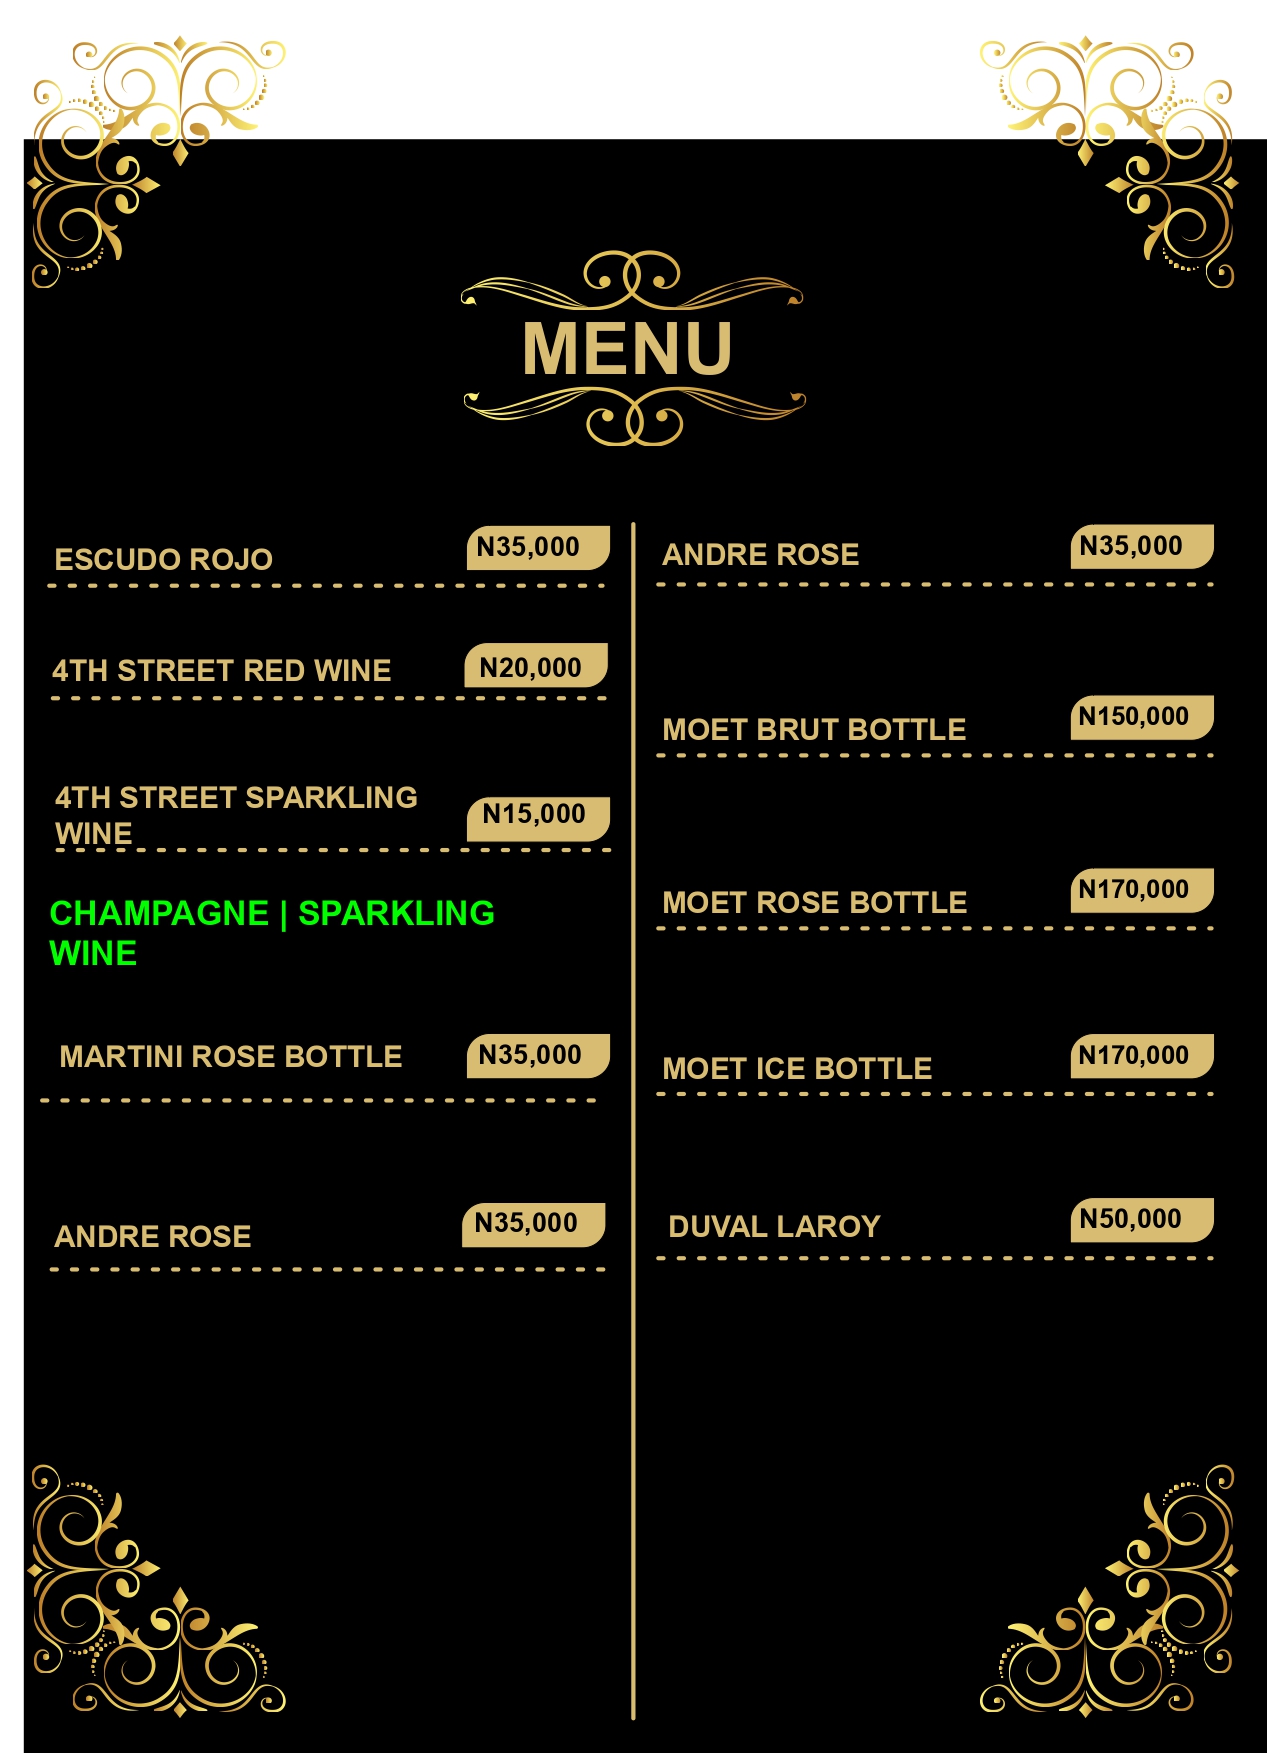 MENU
ESCUDO ROJO N35,000
4TH STREET RED WINE N20,000
4TH STREET SPARKLING
WINE N15,000
CHAMPAGNE | SPARKLING
WINE
MARTINI ROSE BOTTLE N35,000
ANDRE ROSE N35,000
ANDRE ROSE N35,000
MOET BRUT BOTTLE N150,000
MOET ROSE BOTTLE N170,000
MOET ICE BOTTLE N170,000
DUVAL LAROY N50,000